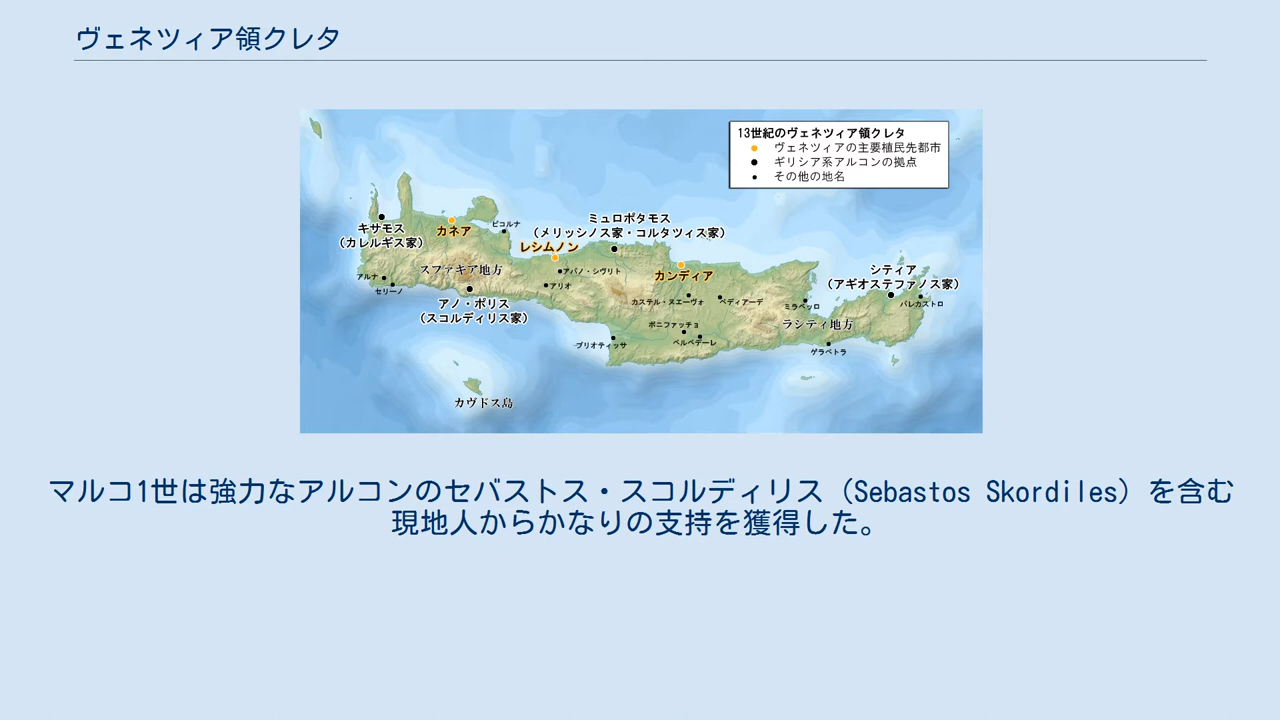 ヴェネツィア領クレタ
13世紀のヴェネツィア領クレタ
ヴェネツィアの主要植民先都市
ギリシア系アルコンの拠点
その他の地名
キサモス
(カレルギス家)
カネア
ピコルナ
ミュロポタモス
(メリッシノス家・コルタツィス家)
レシムノン
スファキア地方
アパノ・シヴリト
アルナ
セリーノ
アリオ
カンディア
シティア
(アギオステファノス家)
アノ・ポリス
(スコルディリス家)
カステル・ヌエーヴォ
ペディアーデ
ミラベッロ
パレカストロ
ラシティ地方
ボニファッチョ
ベルベデーレ
プリオティッサ
ゲラペトラ
カヴドス島
マルコ1世は強力なアルコンのセバストス・スコルディリス（Sebastos Skordiles）を含む
現地人からかなりの支持を獲得した。